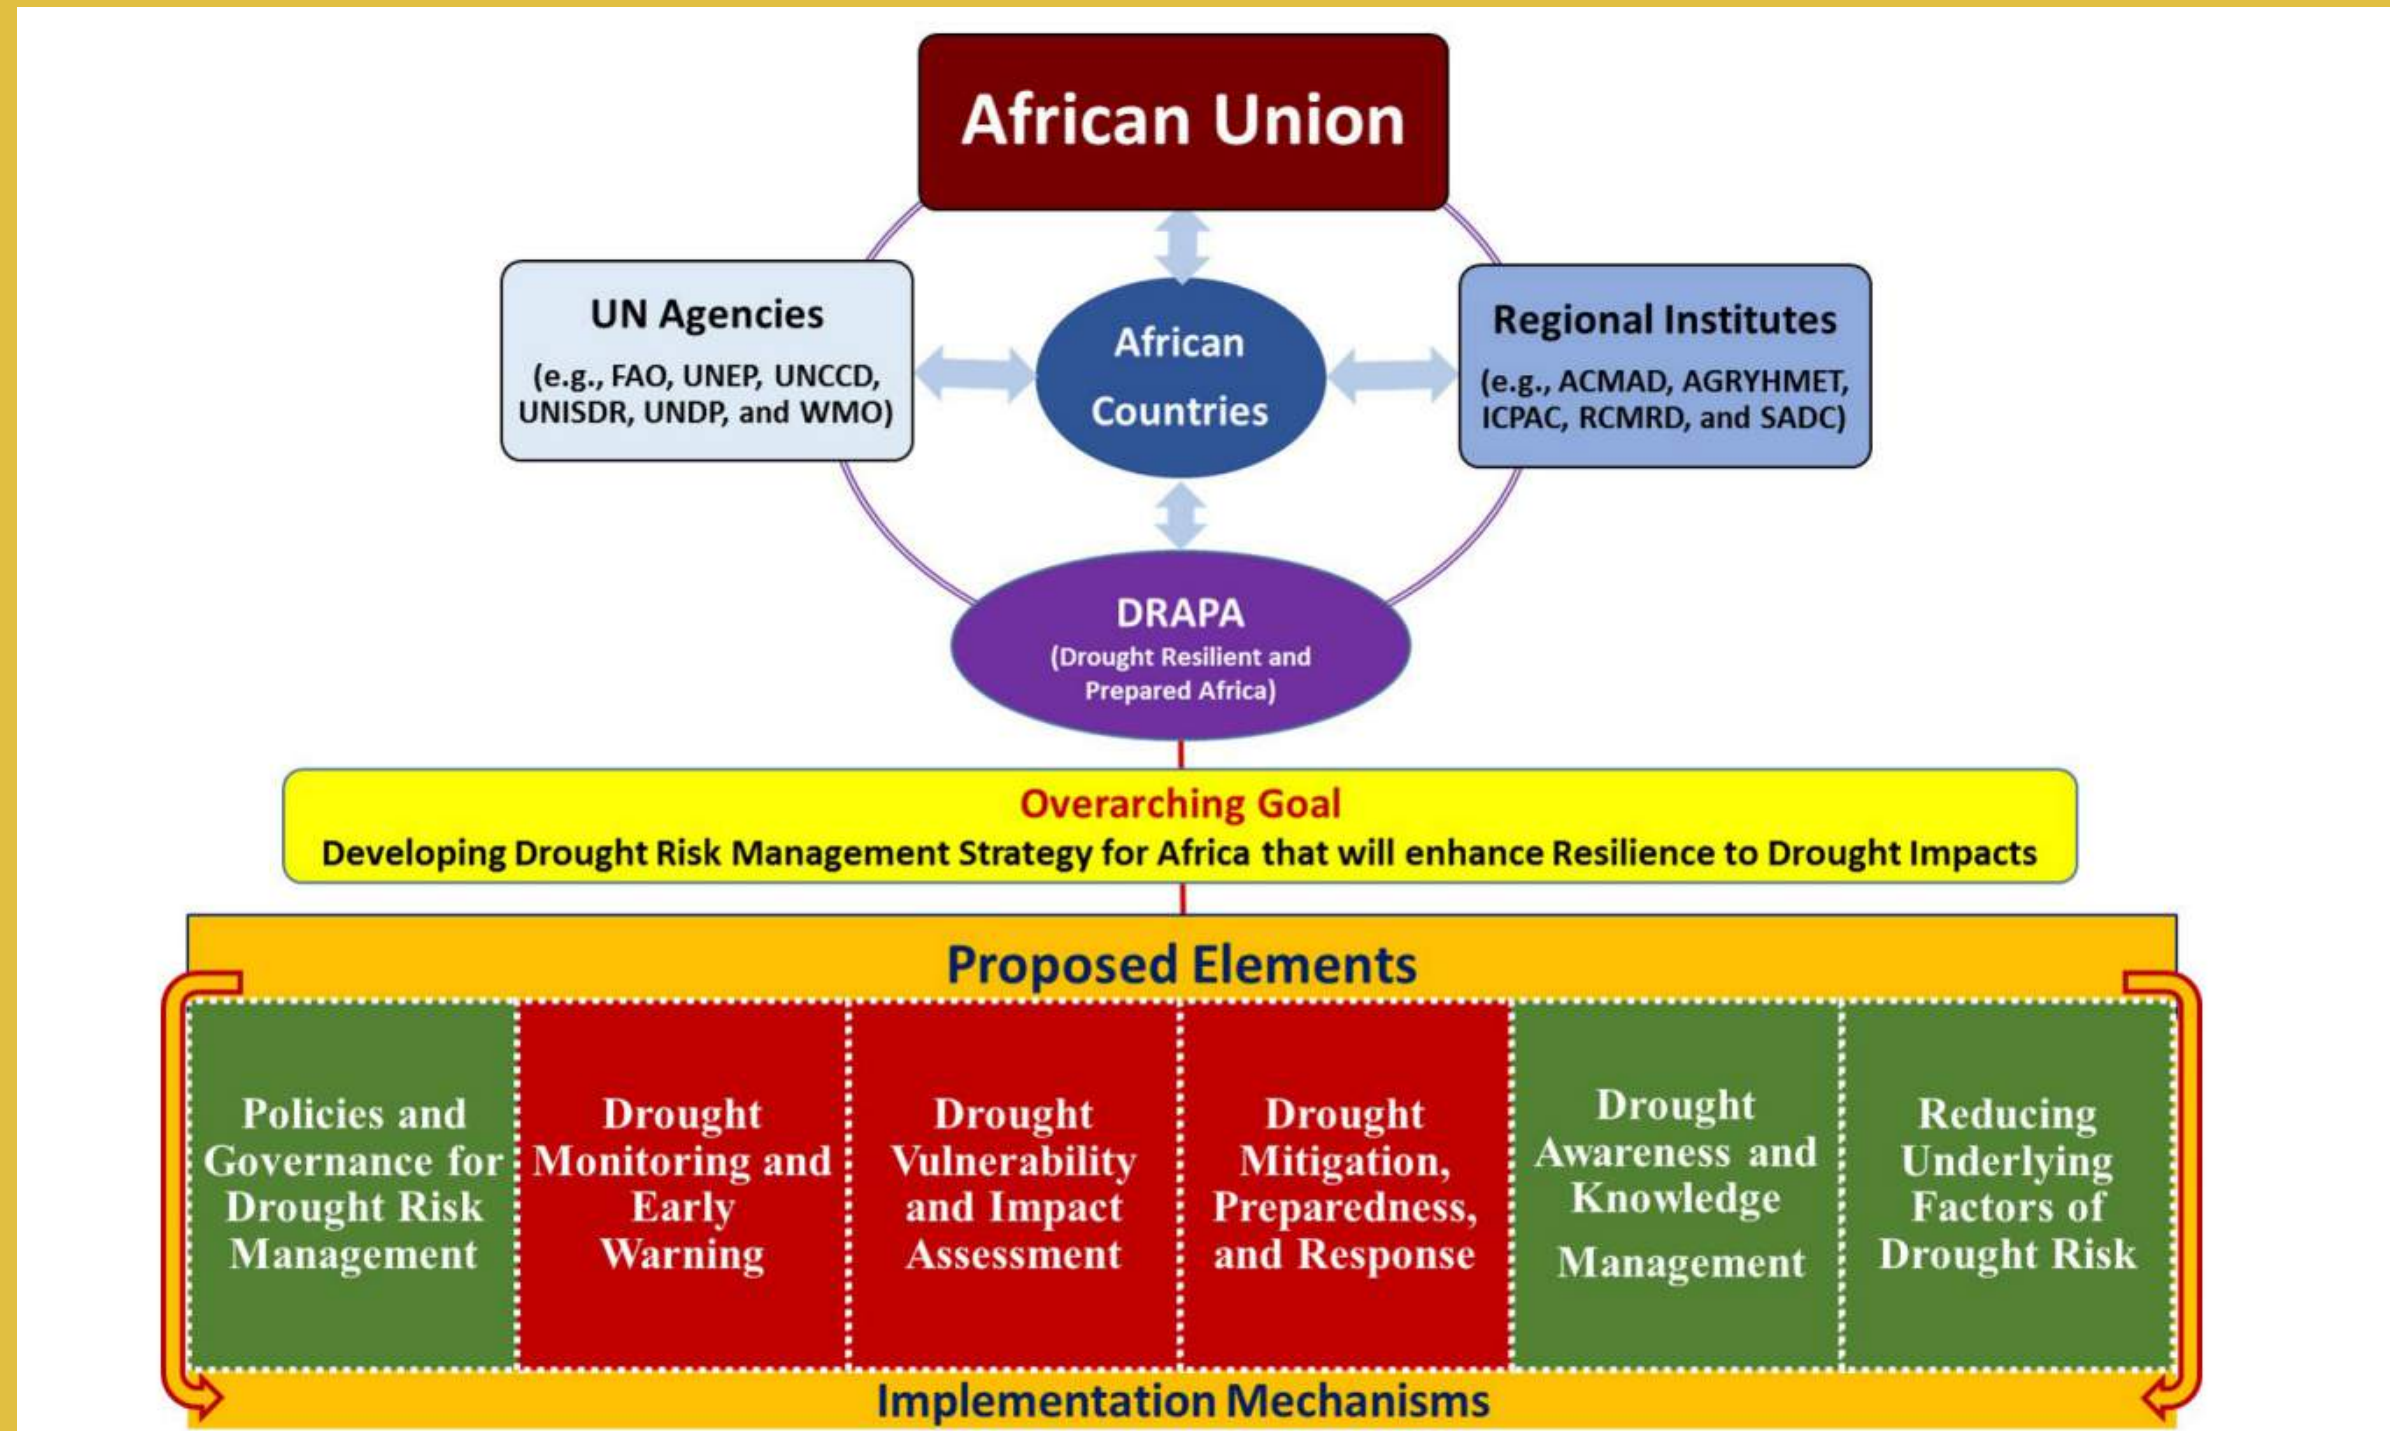 African Union
UN Agencies
(e.g., FAO, UNEP, UNCCD,
UNISDR, UNDP, and WMO)
African
Countries
Regional Institutes
(e.g., ACMAD, AGRYHMET,
ICPAC, RCMRD, and SADC)
DRAPA
(Drought Resilient and
Prepared Africa)
Overarching Goal
Developing Drought Risk Management Strategy for Africa that will enhance Resilience to Drought Impacts
Proposed Elements
Policies and
Governance for
Drought Risk
Management
Drought
Monitoring and
Early
Warning
Drought
Vulnerability
and Impact
Assessment
Drought
Mitigation,
Preparedness,
and Response
Drought
Awareness and
Knowledge
Management
Reducing
Underlying
Factors of
Drought Risk
Implementation Mechanisms